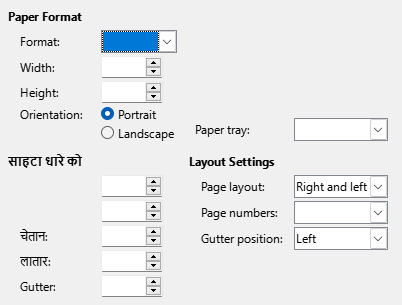 Paper Format
Format:
Width:
Height:
Orientation: Portrait
Landscape
Paper tray:
साहटा धारे को
Layout Settings
Page layout: Right and left
Page numbers:
Gutter position: Left
चेतान:
लातार:
Gutter: